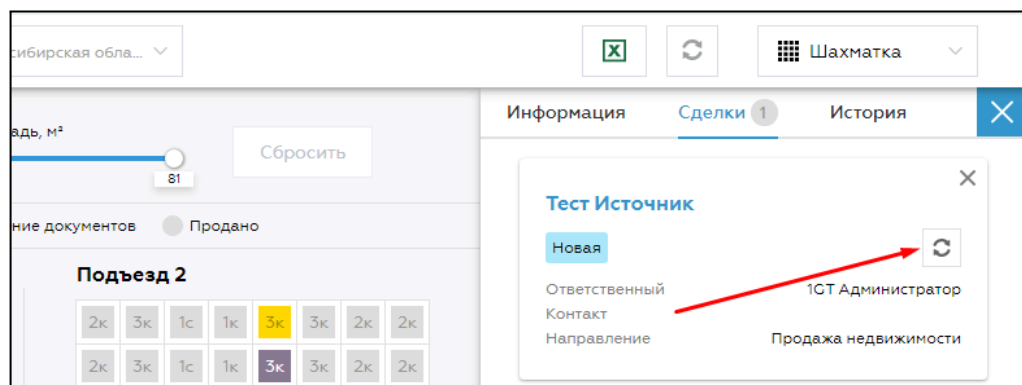 сибирская обла...
Шахматка
Информация
Сделки 1
История
адь, м²
Сбросить
81
Тест Источник
ние документов
Продано
Новая
Подъезд 2
Ответственный
1GT Администратор
Контакт
Направление
Продажа недвижимости
2к 3к 1с 1к 3к 3к 2к 2к
2к 3к 1с 1к 3к 3к 2к 2к